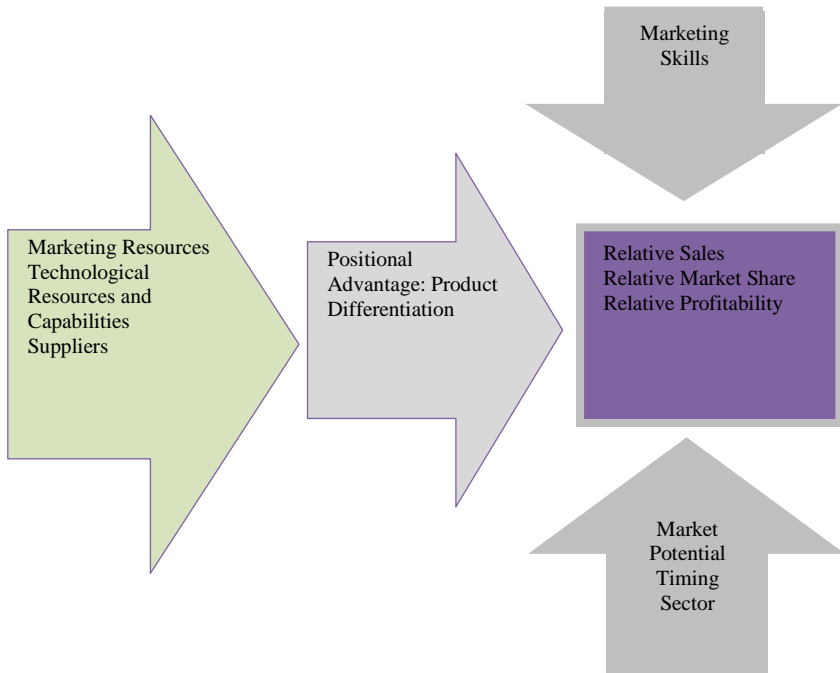 Marketing
Skills
Marketing Resources
Technological
Resources and
Capabilities
Suppliers
Positional
Advantage: Product
Differentiation
Relative Sales
Relative Market Share
Relative Profitability
Market
Potential
Timing
Sector